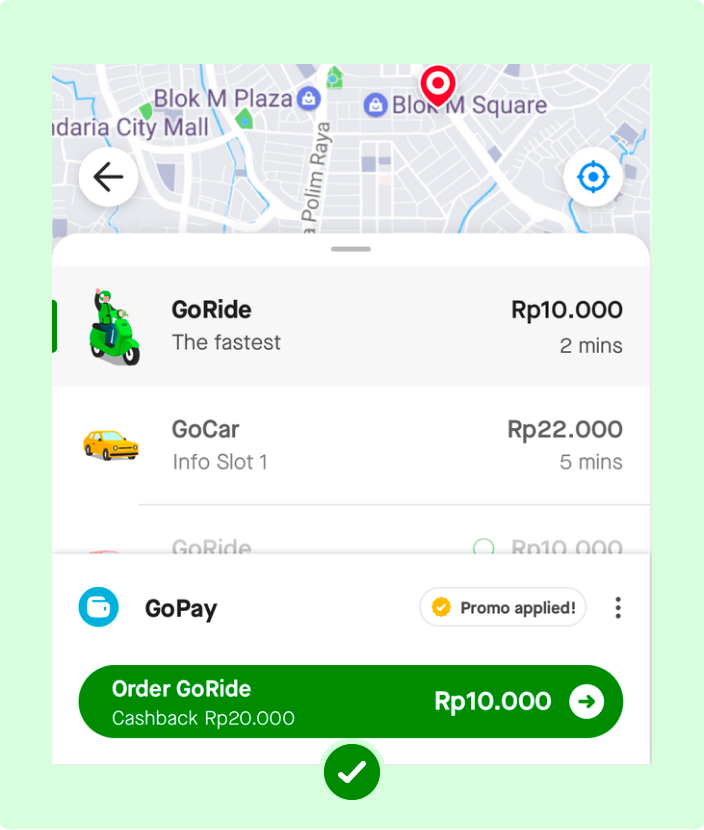 Blok M Plaza
Blok M Square
ndaria City Mall
a Polim Raya
GoRide
Rp10.000
The fastest
2 mins
GoCar
Rp22.000
Info Slot 1
5 mins
GoRide
Rp10.000
GoPay
Promo applied!
Order GoRide
Rp10.000
Cashback Rp20.000